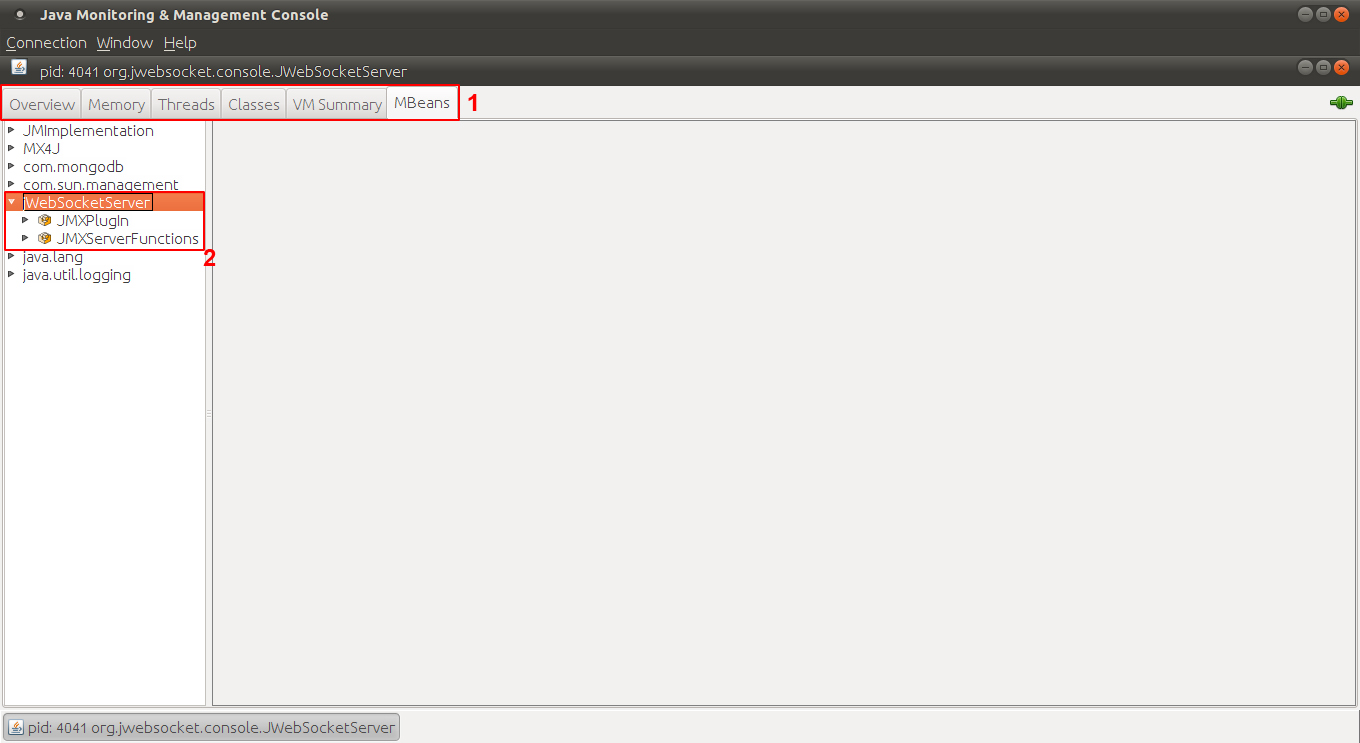 Java Monitoring & Management Console
Connection Window Help
pid: 4041 org.jwebsocket.console.JWebSocketServer
Overview Memory Threads Classes VM Summary MBeans 1
JMImplementation
MX4J
com.mongodb
com.sun.management
jWebSocketServer
JMXPlugIn
JMXServerFunctions
2
java.lang
java.util.logging
pid: 4041 org.jwebsocket.console.JWebSocketServer